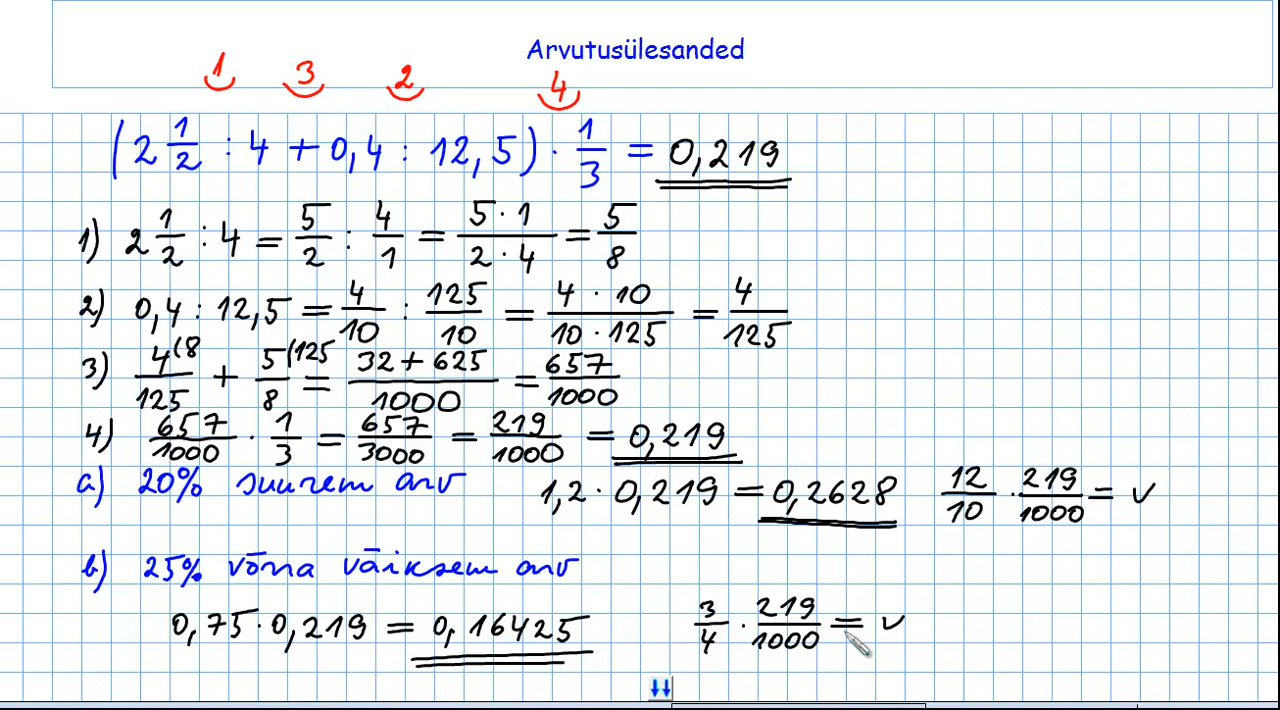 Arvutusülesanded
1 3 2 4
(2 1/2 : 4 + 0,4 : 12,5) · 1/3 = 0,219
1) 2 1/2 : 4 = 5/2 : 4/1 = 5·1/2·4 = 5/8
2) 0,4 : 12,5 = 4/10 : 125/10 = 4·10/10·125 = 4/125
3) 4(8/125 + 5(125/8 = 32+625/1000 = 657/1000
4) 657/1000 · 1/3 = 657/3000 = 219/1000 = 0,219
a) 20% suurem arv 1,2 · 0,219 = 0,2628 12/10 · 219/1000 = v
b) 25% võrra väiksem arv
0,75 · 0,219 = 0,16425 3/4 · 219/1000 = v